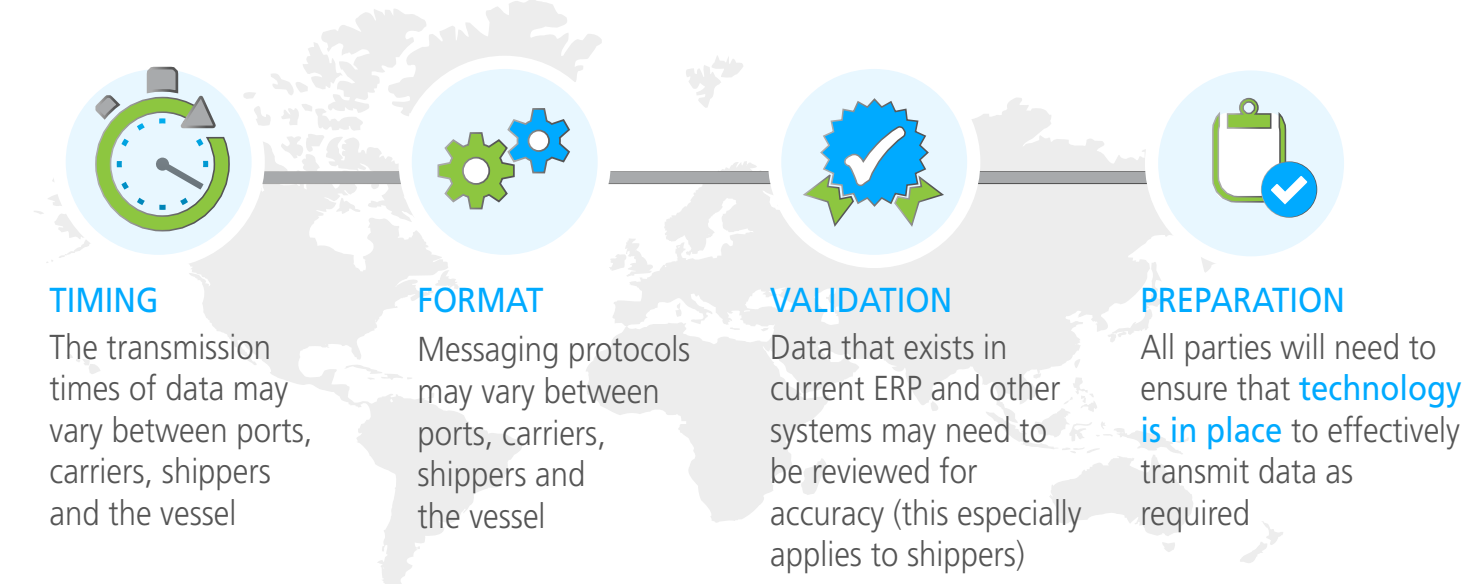 TIMING
The transmission
times of data may
vary between ports,
carriers, shippers
and the vessel
FORMAT
Messaging protocols
may vary between
ports, carriers,
shippers and
the vessel
VALIDATION
Data that exists in
current ERP and other
systems may need to
be reviewed for
accuracy (this especially
applies to shippers)
PREPARATION
All parties will need to
ensure that technology
is in place to effectively
transmit data as
required